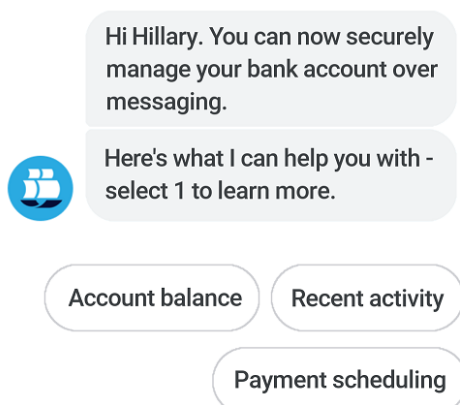 Hi Hillary. You can now securely
manage your bank account over
messaging.
Here's what I can help you with -
select 1 to learn more.
Account balance
Recent activity
Payment scheduling